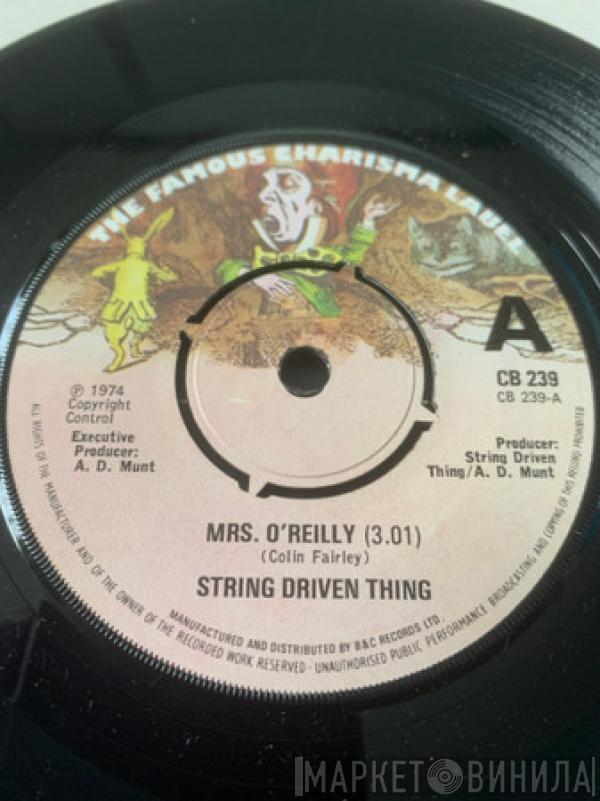 THE FAMOUS CHARISMA LABEL
A
CB 239
CB 239-A
℗ 1974
Copyright
Control
Executive
Producer:
A. D. Munt
Producer:
String Driven
Thing/A. D. Munt
MRS. O'REILLY (3.01)
(Colin Fairley)
STRING DRIVEN THING
MANUFACTURED AND DISTRIBUTED BY B&C RECORDS LTD.
ALL RIGHTS OF THE MANUFACTURER AND OF THE OWNER OF THE RECORDED WORK RESERVED · UNAUTHORISED PUBLIC PERFORMANCE BROADCASTING AND COPYING OF THIS RECORD PROHIBITED
МАРКЕТ ВИНИЛА